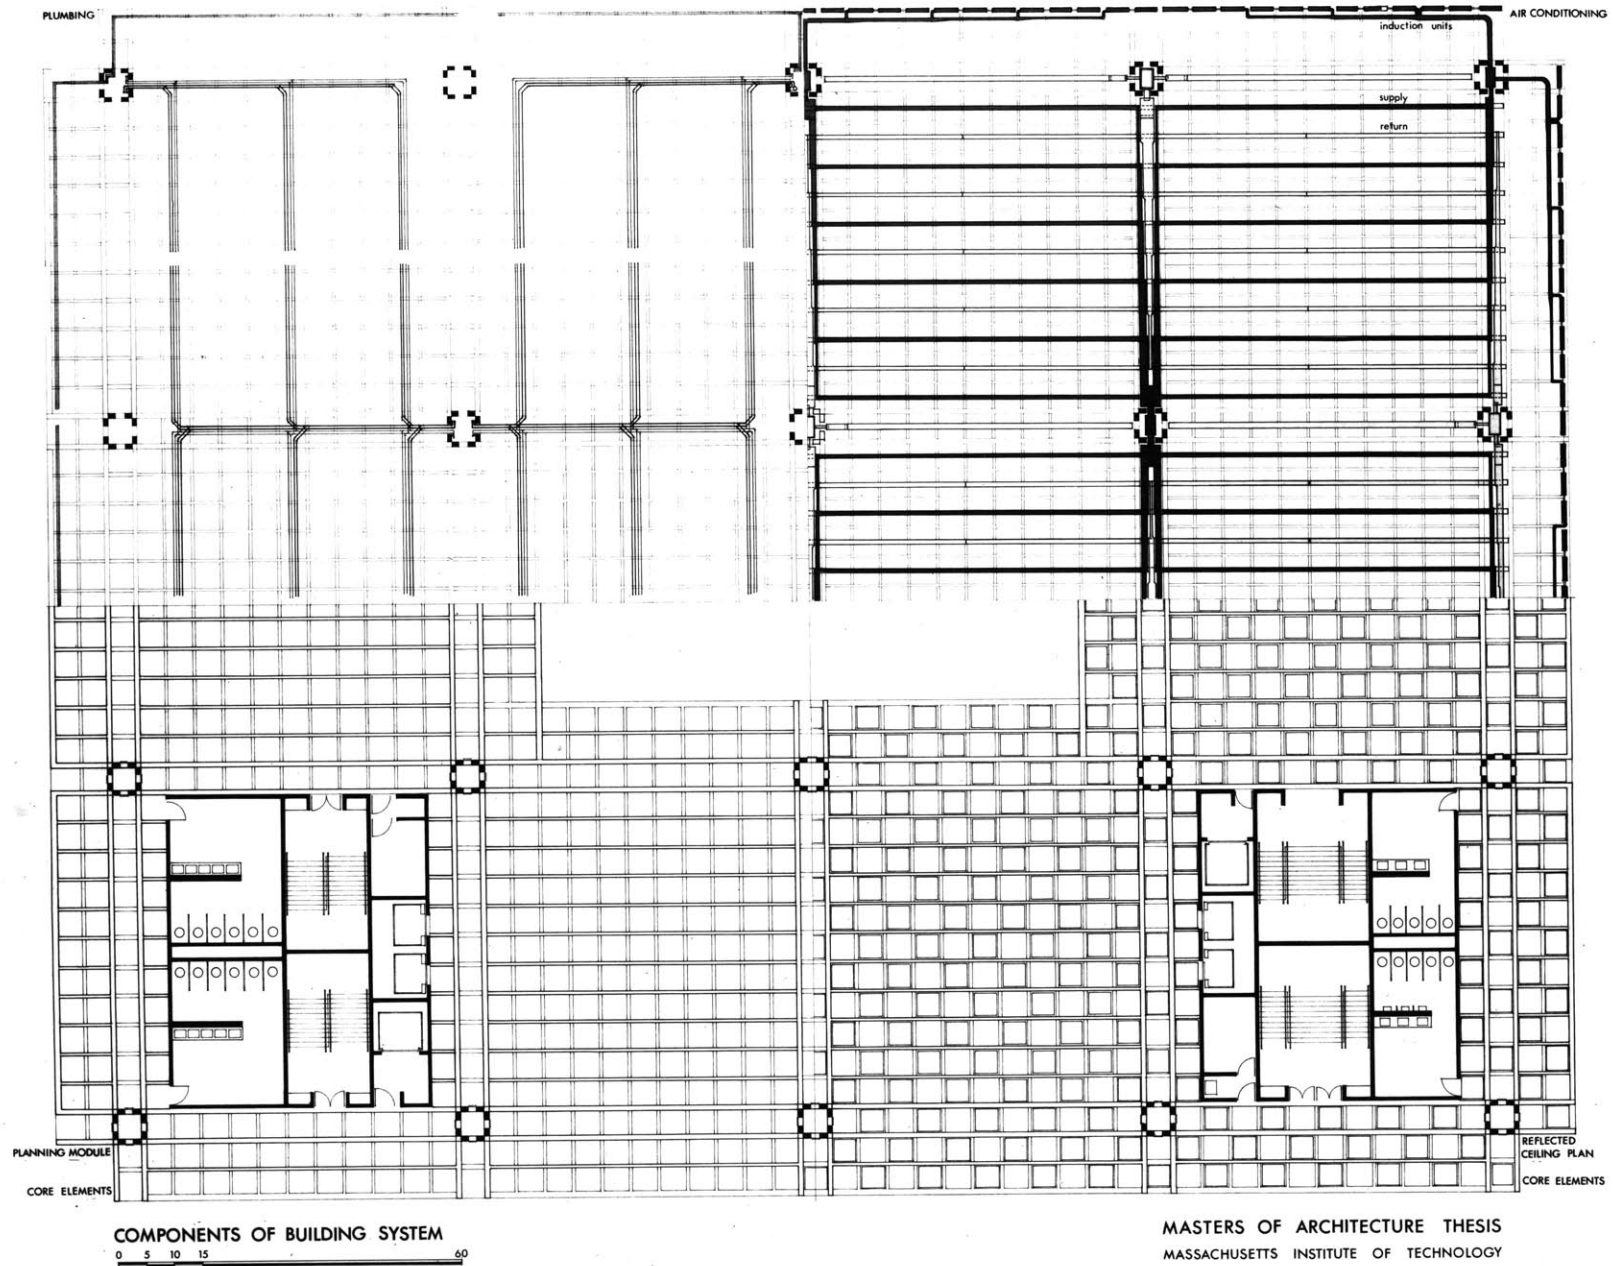 PLUMBING
AIR CONDITIONING
induction units
supply
return
PLANNING MODULE
CORE ELEMENTS
REFLECTED
CEILING PLAN
CORE ELEMENTS
COMPONENTS OF BUILDING SYSTEM
0 5 10 15 60
MASTERS OF ARCHITECTURE THESIS
MASSACHUSETTS INSTITUTE OF TECHNOLOGY